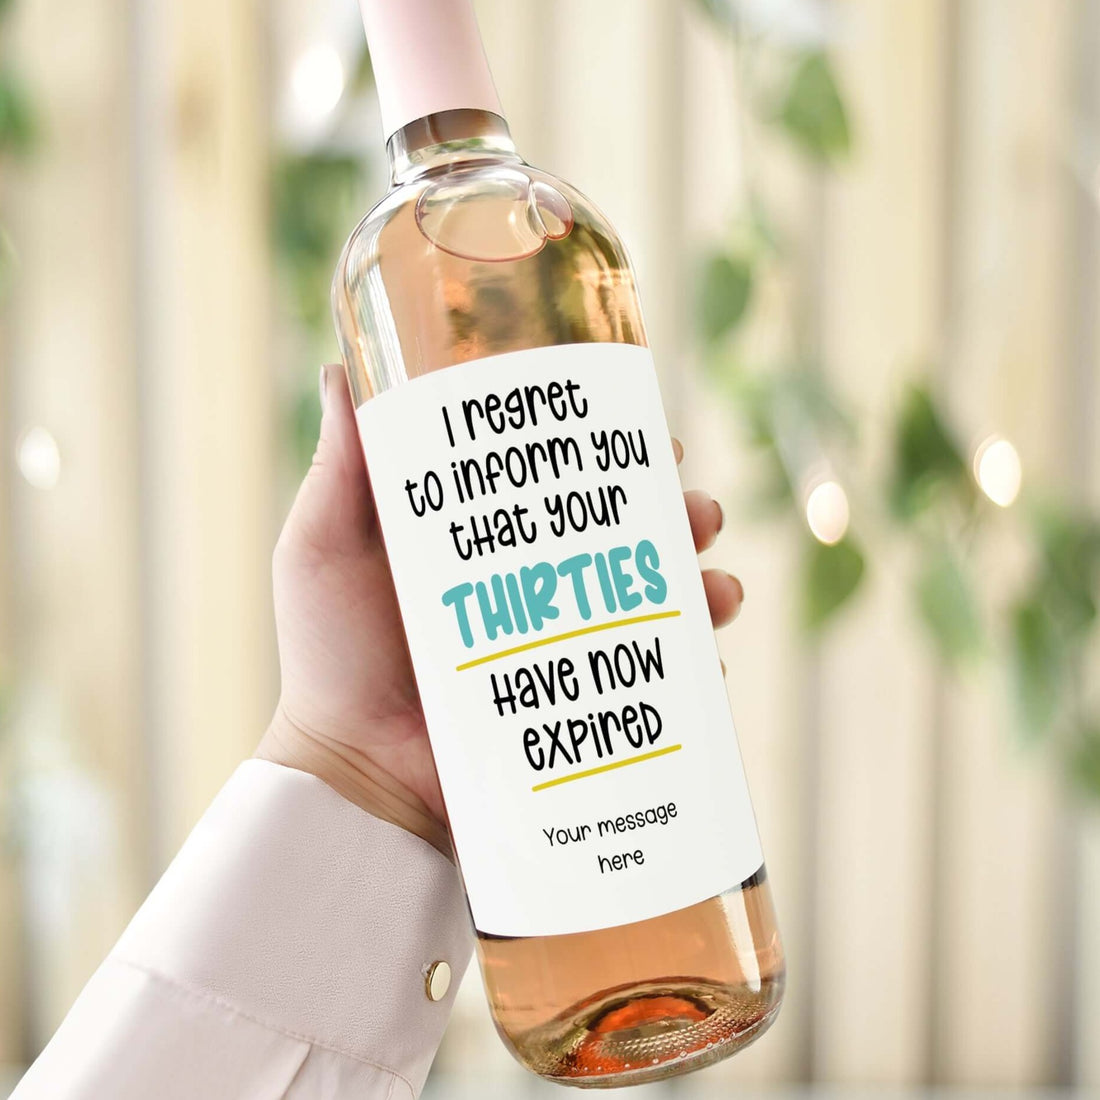 I regret
to inform you
that your
THIRTIES
Have now
expired
Your message
here